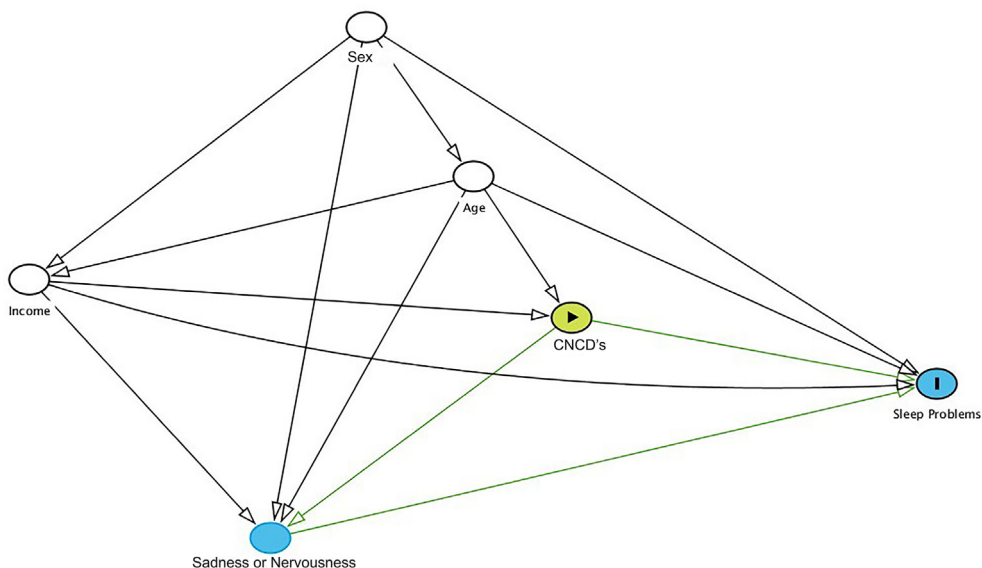 Sex
Age
Income
CNCD's
Sleep Problems
Sadness or Nervousness